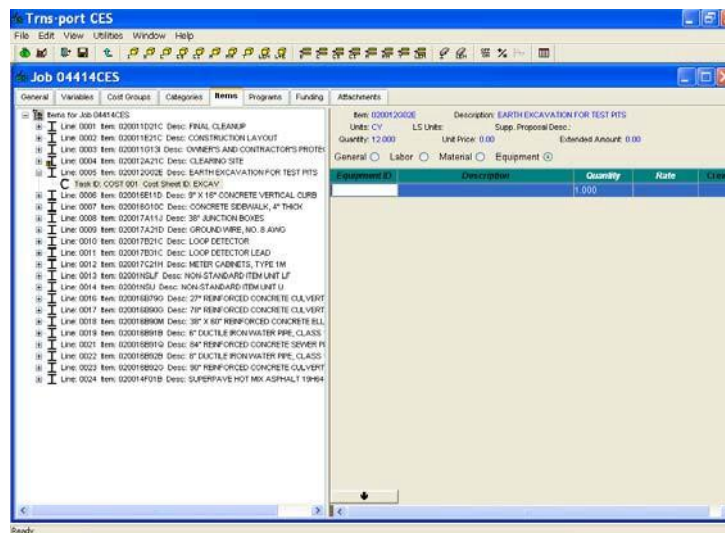 Trns·port CES
File Edit View Utilities Window Help
Job 04414CES
General Variables Cost Groups Categories Items Programs Funding Attachments
Items for Job 04414CES
Line: 0001 Item: 020011D21C Desc: FINAL CLEANUP
Line: 0002 Item: 020011E21C Desc: CONSTRUCTION LAYOUT
Line: 0003 Item: 020011G13I Desc: OWNER'S AND CONTRACTOR'S PROTE
Line: 0004 Item: 020012A21C Desc: CLEARING SITE
Line: 0005 Item: 020012G02E Desc: EARTH EXCAVATION FOR TEST PITS
Task ID: COST 001 Cost Sheet ID: EXCAV
Line: 0006 Item: 020016E11D Desc: 9" X 16" CONCRETE VERTICAL CURB
Line: 0007 Item: 020016G10C Desc: CONCRETE SIDEWALK, 4" THICK
Line: 0008 Item: 020017A11J Desc: 36" JUNCTION BOXES
Line: 0009 Item: 020017A21D Desc: GROUND WIRE, NO. 8 AWG
Line: 0010 Item: 020017B21C Desc: LOOP DETECTOR
Line: 0011 Item: 020017B31C Desc: LOOP DETECTOR LEAD
Line: 0012 Item: 020017C21H Desc: METER CABINETS, TYPE 1M
Line: 0013 Item: 02001NSLF Desc: NON-STANDARD ITEM UNIT LF
Line: 0014 Item: 02001NSU Desc: NON-STANDARD ITEM UNIT U
Line: 0016 Item: 020016B79G Desc: 27" REINFORCED CONCRETE CULVERT
Line: 0017 Item: 020016B90G Desc: 78" REINFORCED CONCRETE CULVERT
Line: 0018 Item: 020016B90M Desc: 38" X 60" REINFORCED CONCRETE ELL
Line: 0019 Item: 020016B91B Desc: 6" DUCTILE IRON WATER PIPE, CLASS
Line: 0021 Item: 020016B91Q Desc: 84" REINFORCED CONCRETE SEWER PI
Line: 0022 Item: 020016B92B Desc: 8" DUCTILE IRON WATER PIPE, CLASS
Line: 0023 Item: 020016B92G Desc: 90" REINFORCED CONCRETE CULVERT
Line: 0024 Item: 020014F01B Desc: SUPERPAVE HOT MIX ASPHALT 19H64
Item: 020012G02E Description: EARTH EXCAVATION FOR TEST PITS
Units: CY LS Units: Supp. Proposal Desc.:
Quantity: 12.000 Unit Price: 0.00 Extended Amount: 0.00
General Labor Material Equipment
Equipment ID Description Quantity Rate Crew
1.000
Ready